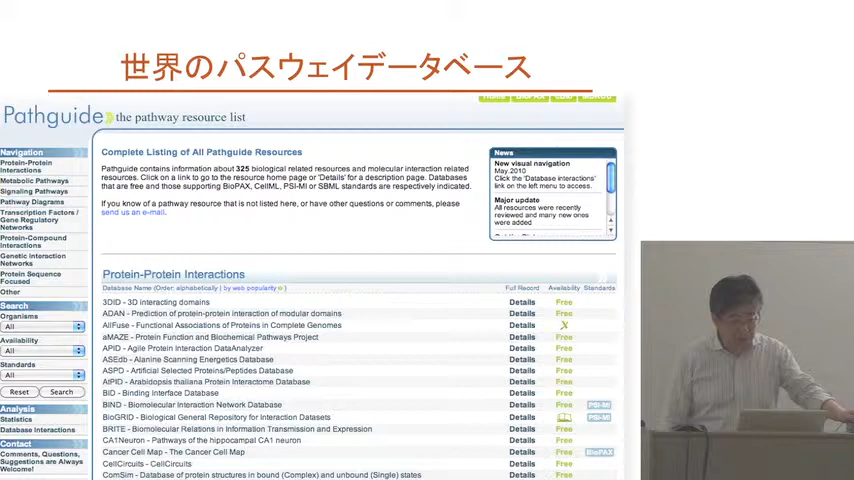 世界のパスウェイデータベース
Pathguide the pathway resource list
Navigation
Protein-Protein
Interactions
Metabolic Pathways
Signaling Pathways
Pathway Diagrams
Transcription Factors /
Gene Regulatory
Networks
Protein-Compound
Interactions
Genetic Interaction
Networks
Protein Sequence
Focused
Other
Search
Organisms
All
Availability
All
Standards
All
Reset Search
Analysis
Statistics
Database Interactions
Contact
Comments, Questions,
Suggestions are Always
Welcome!
Complete Listing of All Pathguide Resources
Pathguide contains information about 325 biological related resources and molecular interaction related
resources. Click on a link to go to the resource home page or 'Details' for a description page. Databases
that are free and those supporting BioPAX, CellML, PSI-MI or SBML standards are respectively indicated.
If you know of a pathway resource that is not listed here, or have other questions or comments, please
send us an e-mail.
News
New visual navigation
May.2010
Click the 'Database interactions'
link on the left menu to access.
Major update
All resources were recently
reviewed and many new ones
were added
Protein-Protein Interactions
Database Name (Order: alphabetically | by web popularity) Full Record Availability Standards
3DID - 3D interacting domains Details Free
ADAN - Prediction of protein-protein interaction of modular domains Details Free
AllFuse - Functional Associations of Proteins in Complete Genomes Details
aMAZE - Protein Function and Biochemical Pathways Project Details Free
APID - Agile Protein Interaction DataAnalyzer Details Free
ASEdb - Alanine Scanning Energetics Database Details Free
ASPD - Artificial Selected Proteins/Peptides Database Details Free
AtPID - Arabidopsis thaliana Protein Interactome Database Details Free
BID - Binding Interface Database Details Free
BIND - Biomolecular Interaction Network Database Details Free PSI-MI
BioGRID - Biological General Repository for Interaction Datasets Details PSI-MI
BRITE - Biomolecular Relations in Information Transmission and Expression Details Free
CA1Neuron - Pathways of the hippocampal CA1 neuron Details Free
Cancer Cell Map - The Cancer Cell Map Details Free BioPAX
CellCircuits - CellCircuits Details Free
ComSin - Database of protein structures in bound (Complex) and unbound (Single) states Details Free